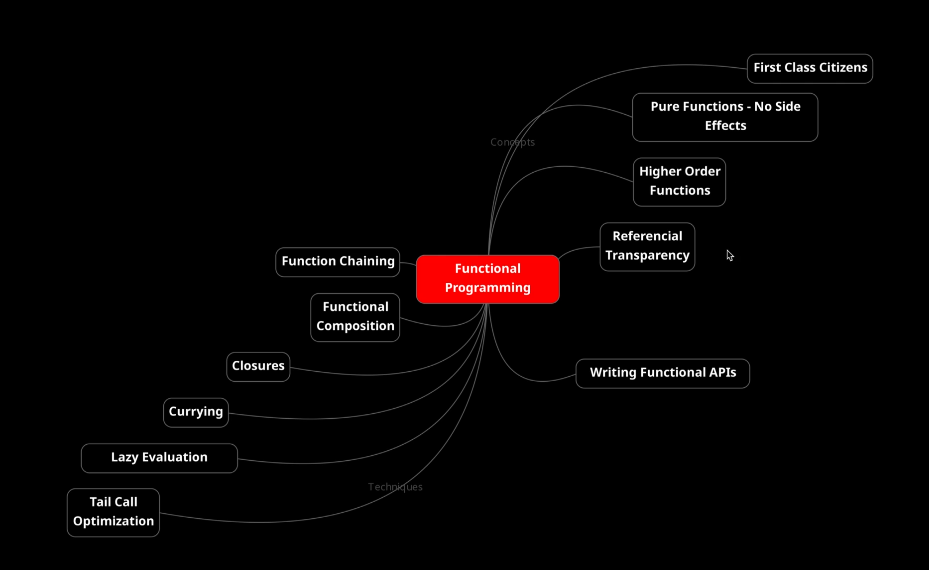 First Class Citizens
Pure Functions - No Side
Effects
Concepts
Higher Order
Functions
Referencial
Transparency
Function Chaining
Functional
Programming
Functional
Composition
Closures
Writing Functional APIs
Currying
Lazy Evaluation
Techniques
Tail Call
Optimization